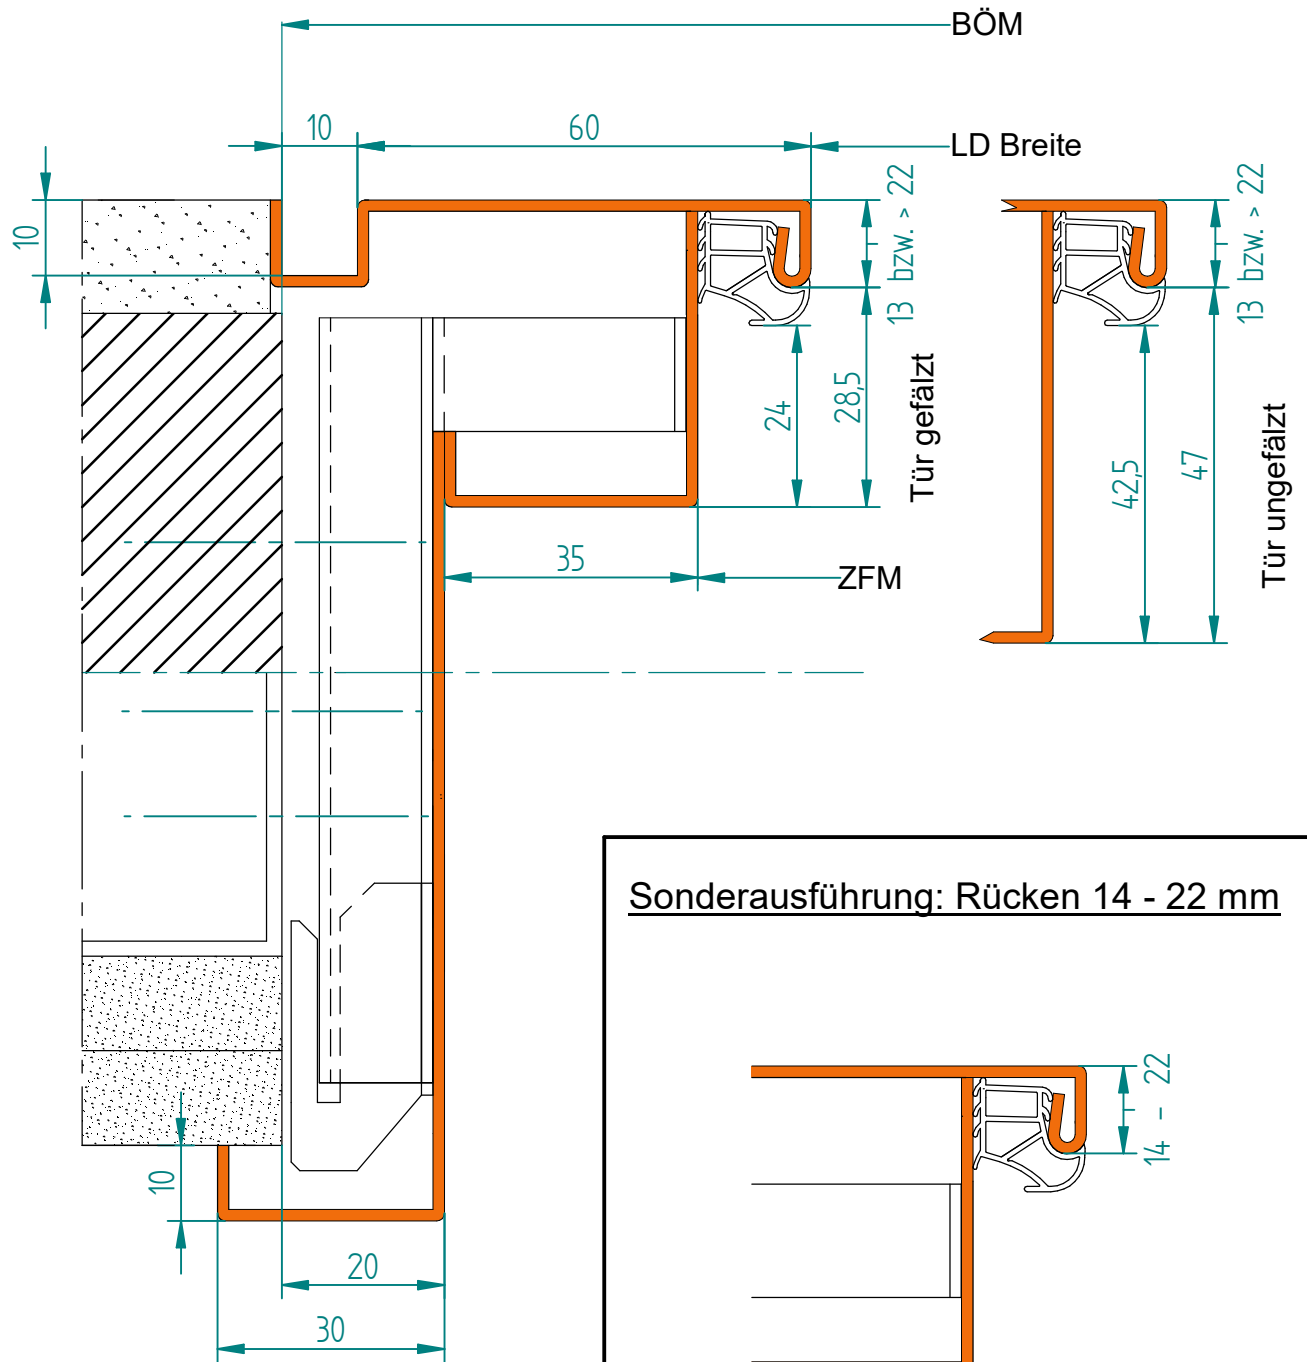 BÖM
10
60
LD Breite
10
13 bzw. > 22
13 bzw. > 22
24
28,5
Tür gefälzt
42,5
47
Tür ungefälzt
35
ZFM
Sonderausführung: Rücken 14 - 22 mm
14 - 22
10
20
30